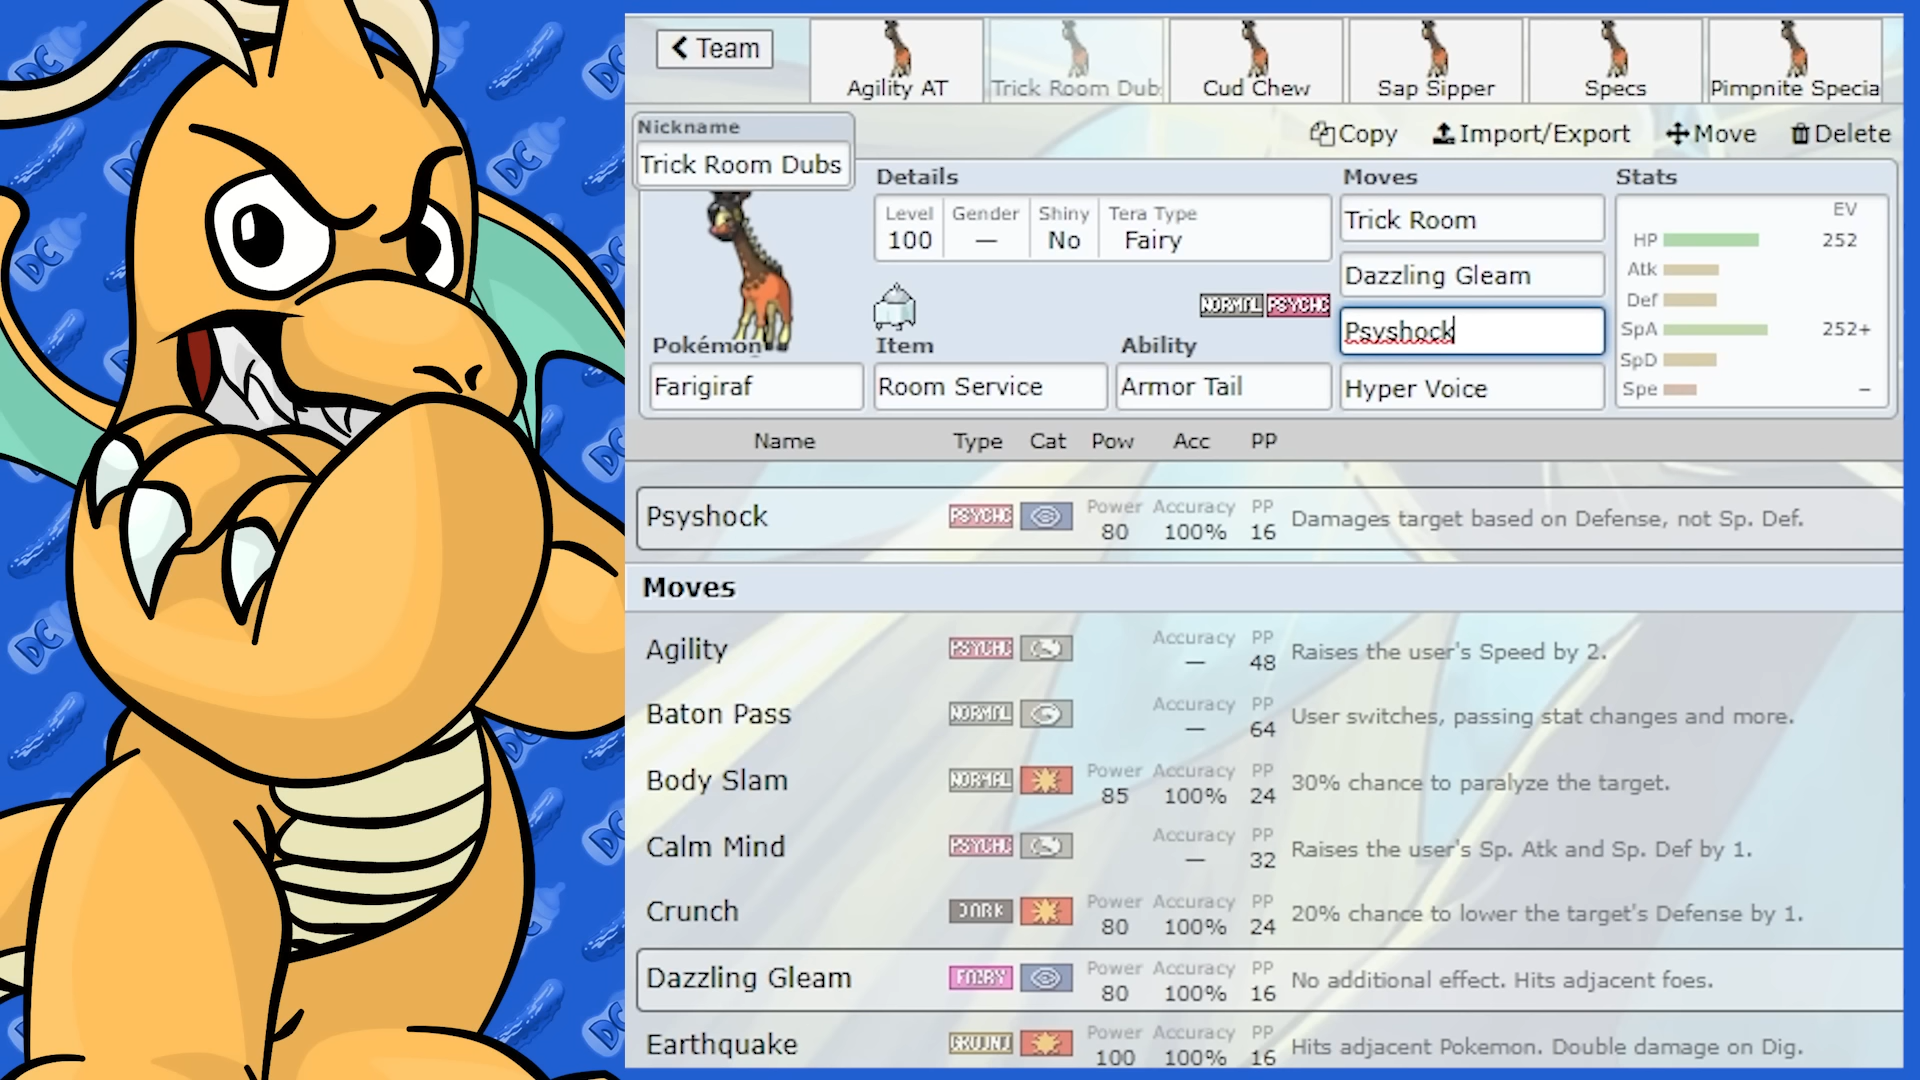 Team
Agility AT
Trick Room Dub
Cud Chew
Sap Sipper
Specs
Pimpnite Specia
Copy
Import/Export
Move
Delete
Nickname
Trick Room Dubs
Details
Level
100
Gender
—
Shiny
No
Tera Type
Fairy
NORMAL PSYCHC
Pokémon
Farigiraf
Item
Room Service
Ability
Armor Tail
Moves
Trick Room
Dazzling Gleam
Psyshock
Hyper Voice
Stats
EV
HP 252
Atk
Def
SpA 252+
SpD
Spe –
Name Type Cat Pow Acc PP
Psyshock PSYCHC Power 80 Accuracy 100% PP 16 Damages target based on Defense, not Sp. Def.
Moves
Agility PSYCHC Accuracy — PP 48 Raises the user's Speed by 2.
Baton Pass NORMAL Accuracy — PP 64 User switches, passing stat changes and more.
Body Slam NORMAL Power 85 Accuracy 100% PP 24 30% chance to paralyze the target.
Calm Mind PSYCHC Accuracy — PP 32 Raises the user's Sp. Atk and Sp. Def by 1.
Crunch DARK Power 80 Accuracy 100% PP 24 20% chance to lower the target's Defense by 1.
Dazzling Gleam FAIRY Power 80 Accuracy 100% PP 16 No additional effect. Hits adjacent foes.
Earthquake GROUND Power 100 Accuracy 100% PP 16 Hits adjacent Pokemon. Double damage on Dig.
DC